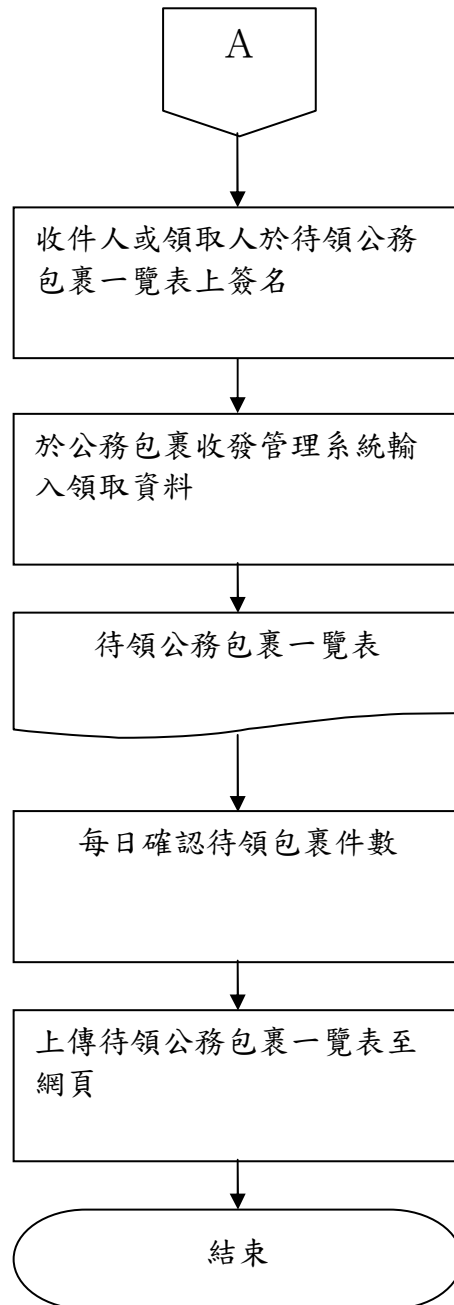 A
收件人或領取人於待領公務
包裹一覽表上簽名
於公務包裹收發管理系統輸
入領取資料
待領公務包裹一覽表
每日確認待領包裹件數
上傳待領公務包裹一覽表至
網頁
結束